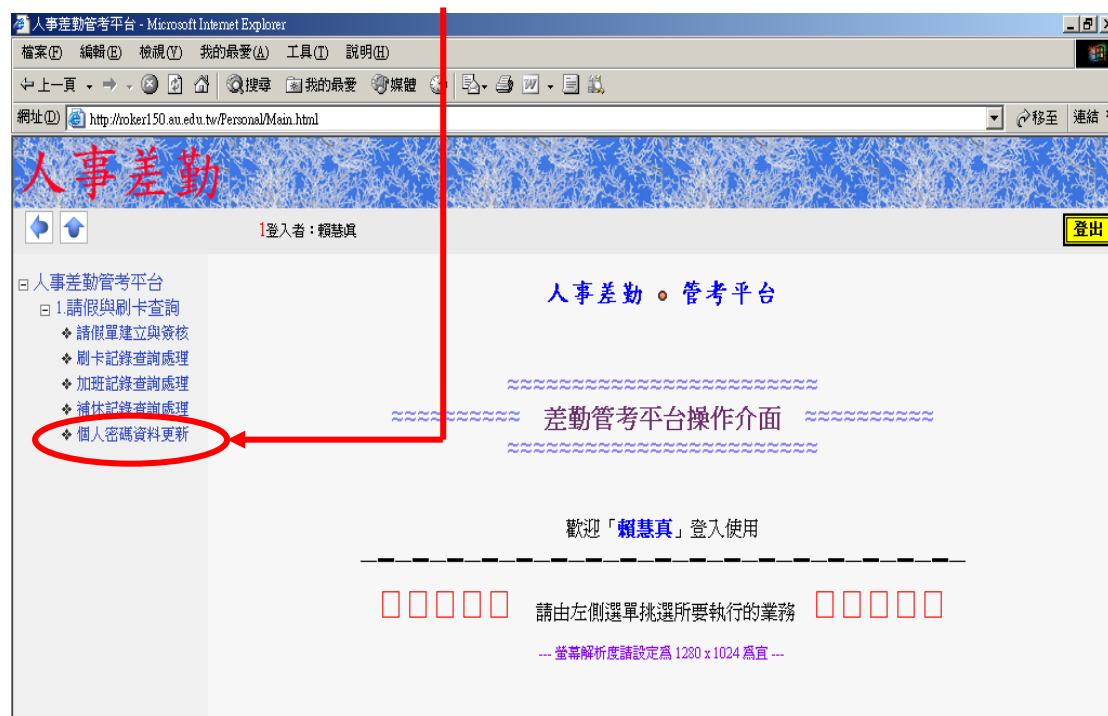 人事差勤管考平台 - Microsoft Internet Explorer
檔案(F) 編輯(E) 檢視(V) 我的最愛(A) 工具(T) 說明(H)
上一頁 搜尋 我的最愛 媒體
網址(D) http://roker150.au.edu.tw/Personal/Main.html 移至 連結
人事差勤
1登入者：賴慧真 登出
人事差勤管考平台
1.請假與刷卡查詢
請假單建立與簽核
刷卡記錄查詢處理
加班記錄查詢處理
補休記錄查詢處理
個人密碼資料更新
人事差勤 管考平台
≈≈≈≈≈≈≈≈≈≈≈≈≈≈≈≈≈≈≈≈≈≈≈≈
≈≈≈≈≈≈≈≈≈≈ 差勤管考平台操作介面 ≈≈≈≈≈≈≈≈≈≈
≈≈≈≈≈≈≈≈≈≈≈≈≈≈≈≈≈≈≈≈≈≈≈≈
歡迎「賴慧真」登入使用
請由左側選單挑選所要執行的業務
--- 螢幕解析度請設定為 1280 x 1024 為宜 ---